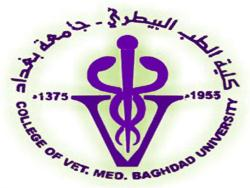 كلية الطب البيطري - جامعة بغداد
1375 1955
V
COLLEGE OF VET. MED. BAGHDAD UNIVERSITY